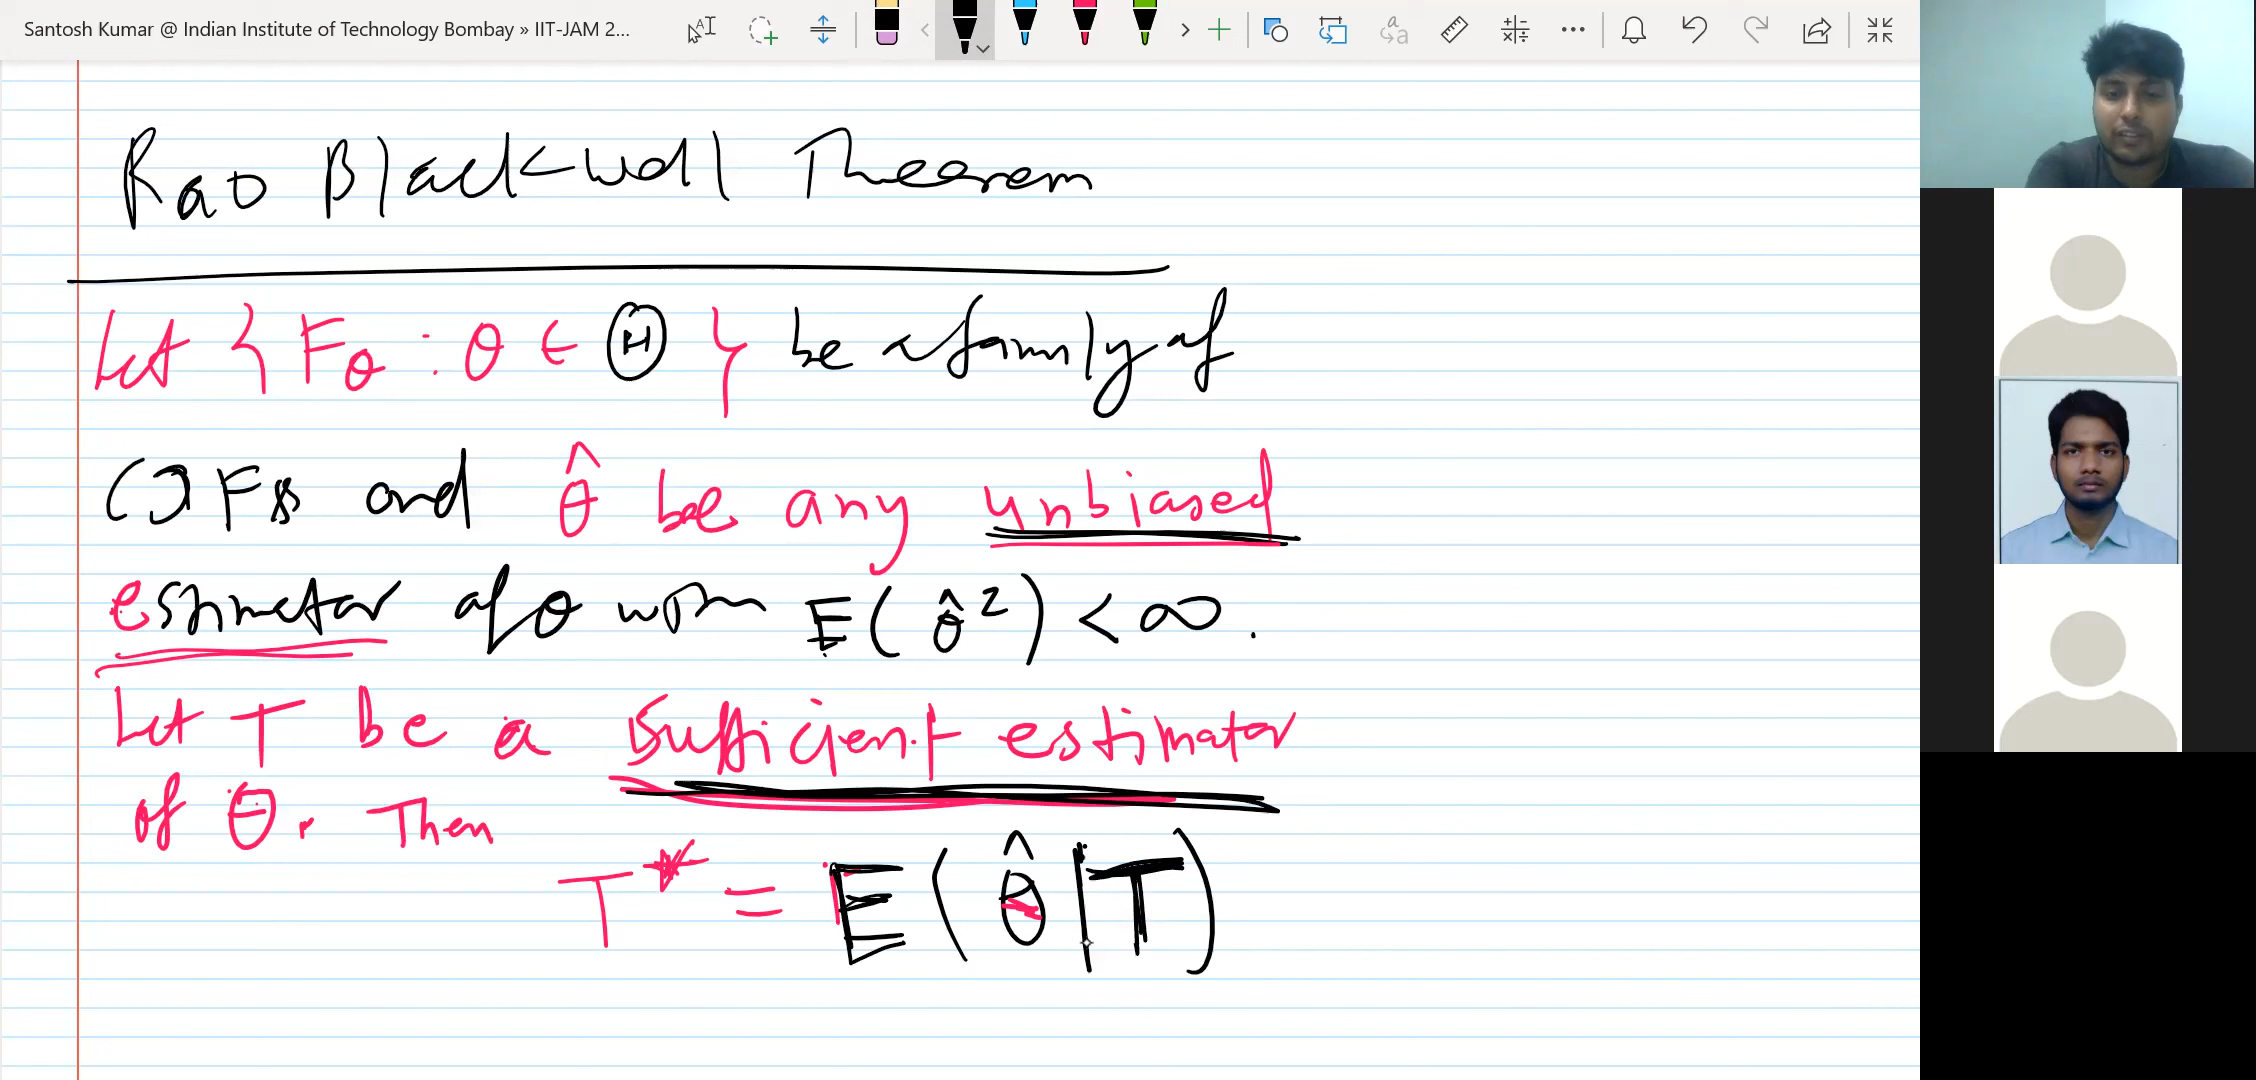 Santosh Kumar @ Indian Institute of Technology Bombay » IIT-JAM 2...
Rao Blackwell Theorem
Let { Fθ : θ ∈ Θ } be a family of
CDFs and θ̂ be any unbiased
estimator of θ with E(θ̂²) < ∞.
Let T be a sufficient estimator
of θ. Then
T* = E(θ̂|T)